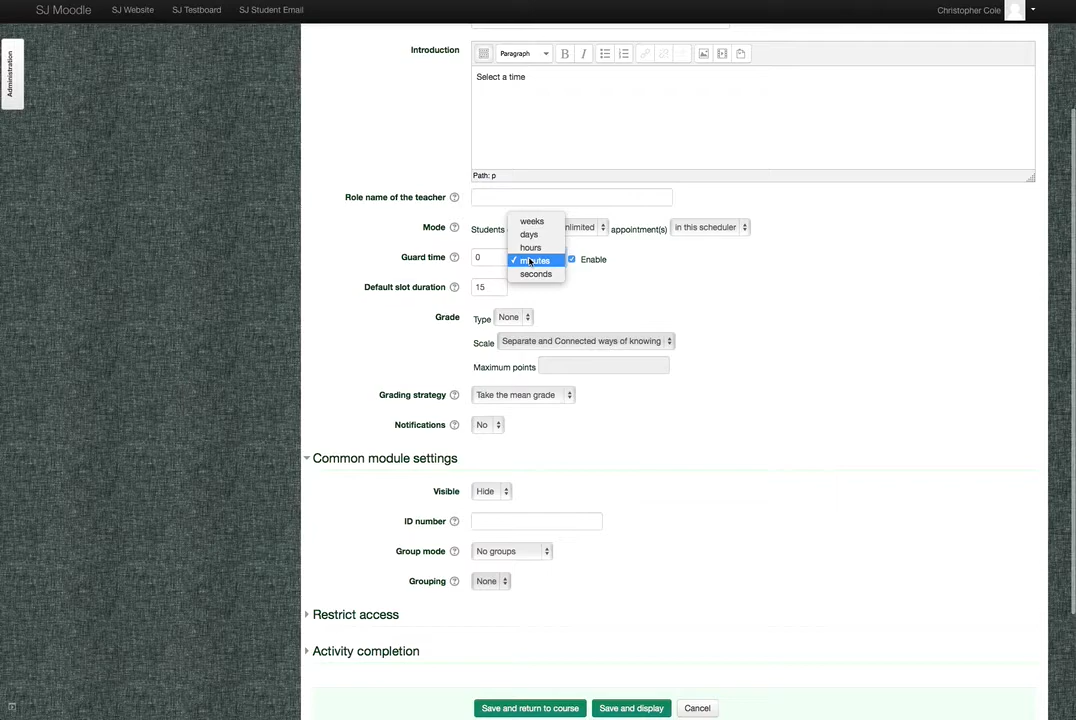 SJ Moodle SJ Website SJ Testboard SJ Student Email Christopher Cole
Administration
Introduction Paragraph B I
Select a time
Path: p
Role name of the teacher
Mode Students appointment(s) in this scheduler
weeks
days
hours
minutes
seconds
Guard time 0 Enable
Default slot duration 15
Grade Type None
Scale Separate and Connected ways of knowing
Maximum points
Grading strategy Take the mean grade
Notifications No
Common module settings
Visible Hide
ID number
Group mode No groups
Grouping None
Restrict access
Activity completion
Save and return to course Save and display Cancel